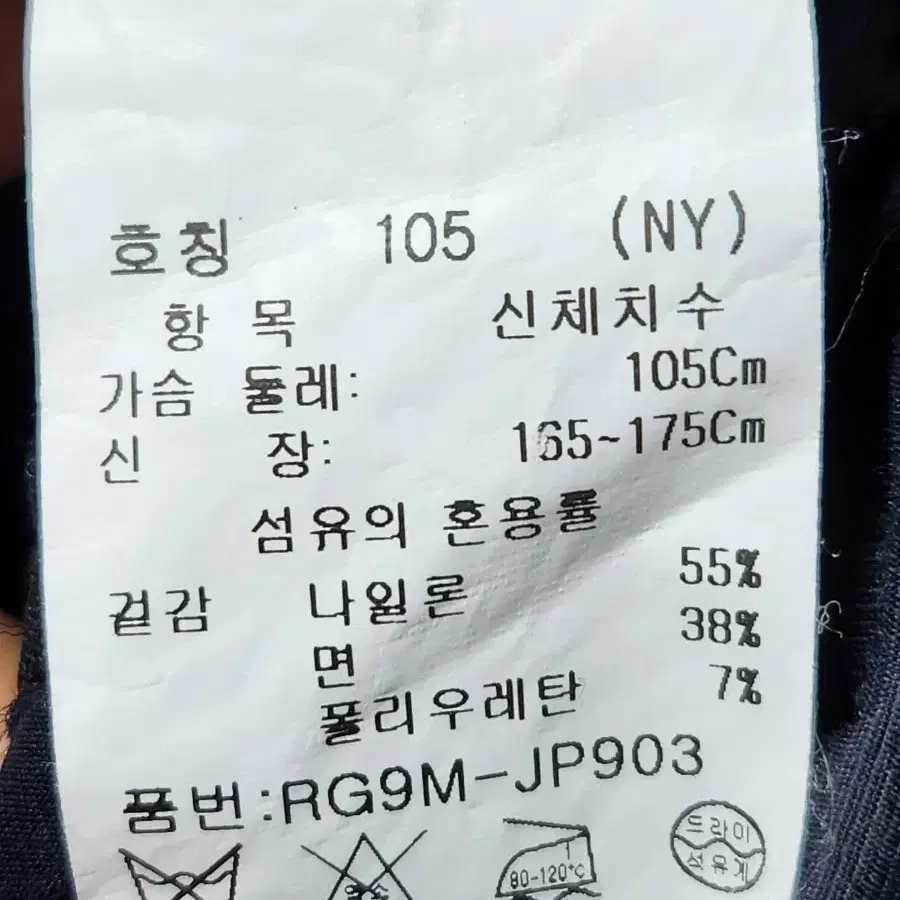 호칭 105 (NY)
항 목 신체치수
가슴 둘레: 105Cm
신 장: 165~175Cm
섬유의 혼용률
겉감 나일론 55%
면 38%
폴리우레탄 7%
품번:RG9M-JP903
80-120℃
드라이
석유계